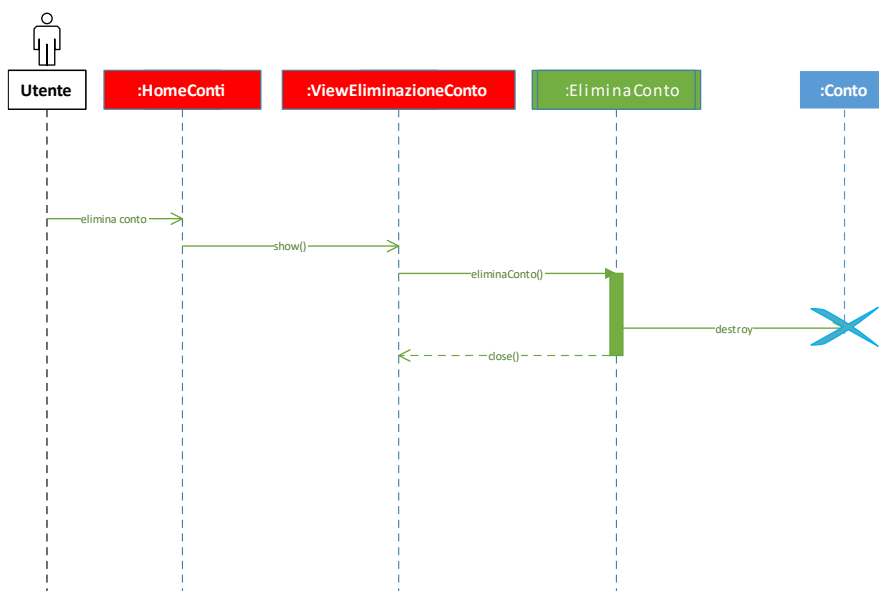 Utente
:HomeConti
:ViewEliminazioneConto
:EliminaConto
:Conto
elimina conto
show()
eliminaConto()
destroy
close()